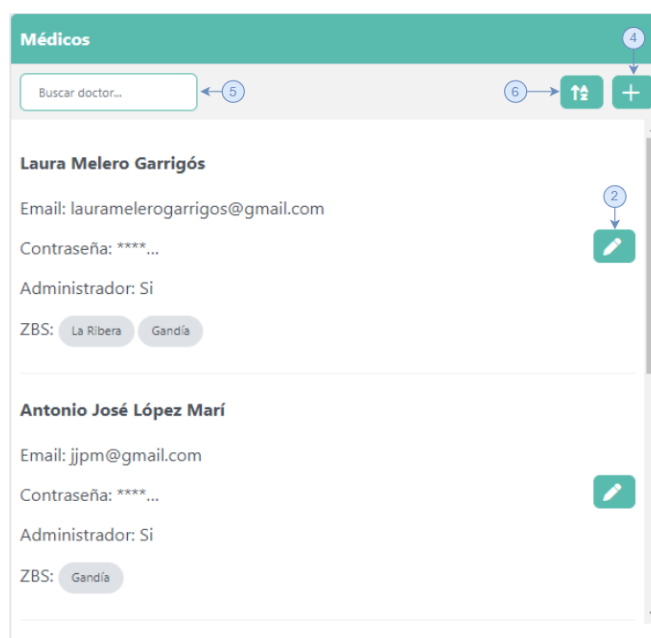 Médicos
4
Buscar doctor...
5
6
Laura Melero Garrigós
Email: lauramelerogarrigos@gmail.com
2
Contraseña: ****...
Administrador: Si
ZBS: La Ribera Gandía
Antonio José López Marí
Email: jjpm@gmail.com
Contraseña: ****...
Administrador: Si
ZBS: Gandía